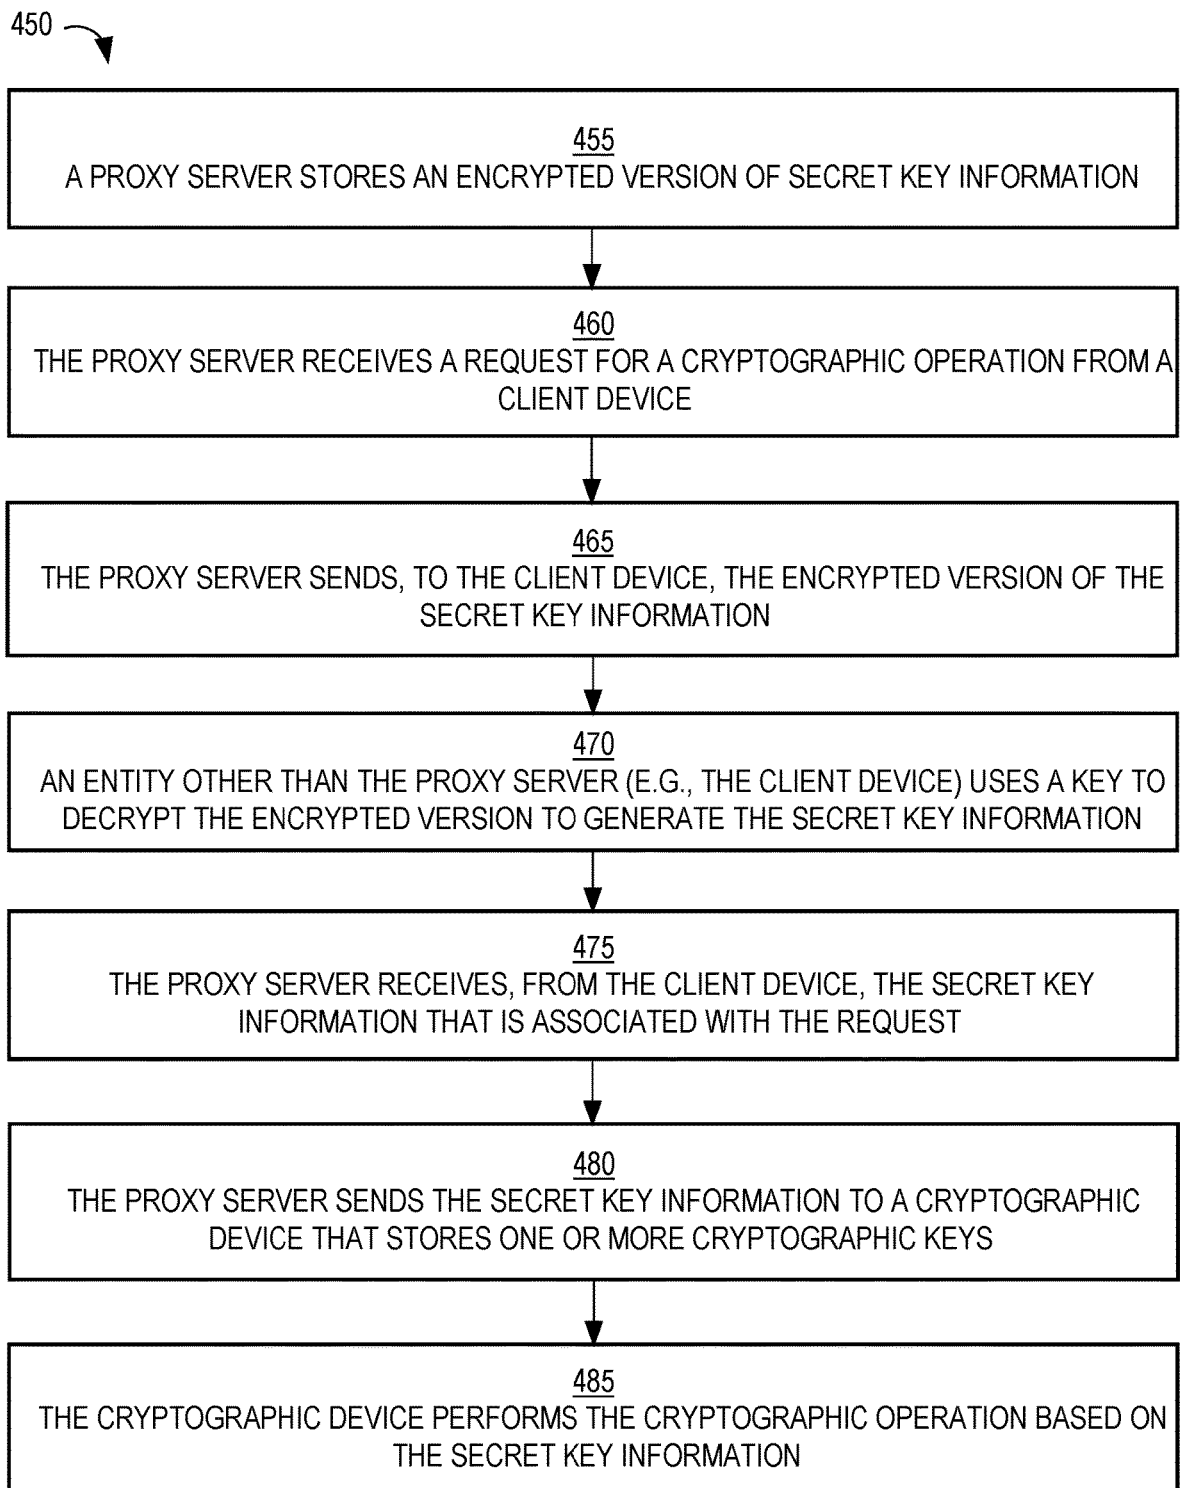 450
455
A PROXY SERVER STORES AN ENCRYPTED VERSION OF SECRET KEY INFORMATION
460
THE PROXY SERVER RECEIVES A REQUEST FOR A CRYPTOGRAPHIC OPERATION FROM A
CLIENT DEVICE
465
THE PROXY SERVER SENDS, TO THE CLIENT DEVICE, THE ENCRYPTED VERSION OF THE
SECRET KEY INFORMATION
470
AN ENTITY OTHER THAN THE PROXY SERVER (E.G., THE CLIENT DEVICE) USES A KEY TO
DECRYPT THE ENCRYPTED VERSION TO GENERATE THE SECRET KEY INFORMATION
475
THE PROXY SERVER RECEIVES, FROM THE CLIENT DEVICE, THE SECRET KEY
INFORMATION THAT IS ASSOCIATED WITH THE REQUEST
480
THE PROXY SERVER SENDS THE SECRET KEY INFORMATION TO A CRYPTOGRAPHIC
DEVICE THAT STORES ONE OR MORE CRYPTOGRAPHIC KEYS
485
THE CRYPTOGRAPHIC DEVICE PERFORMS THE CRYPTOGRAPHIC OPERATION BASED ON
THE SECRET KEY INFORMATION